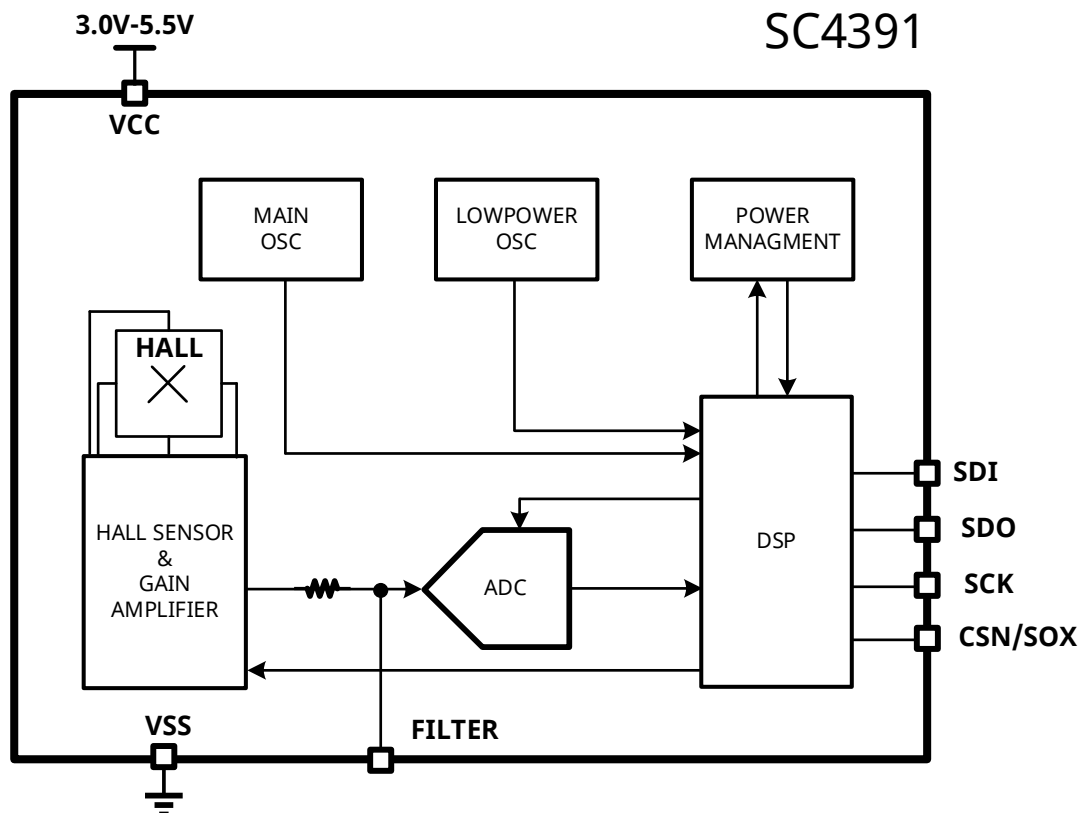 3.0V-5.5V
SC4391
VCC
MAIN
OSC
LOWPOWER
OSC
POWER
MANAGMENT
HALL
HALL SENSOR
&
GAIN
AMPLIFIER
ADC
DSP
SDI
SDO
SCK
CSN/SOX
VSS
FILTER